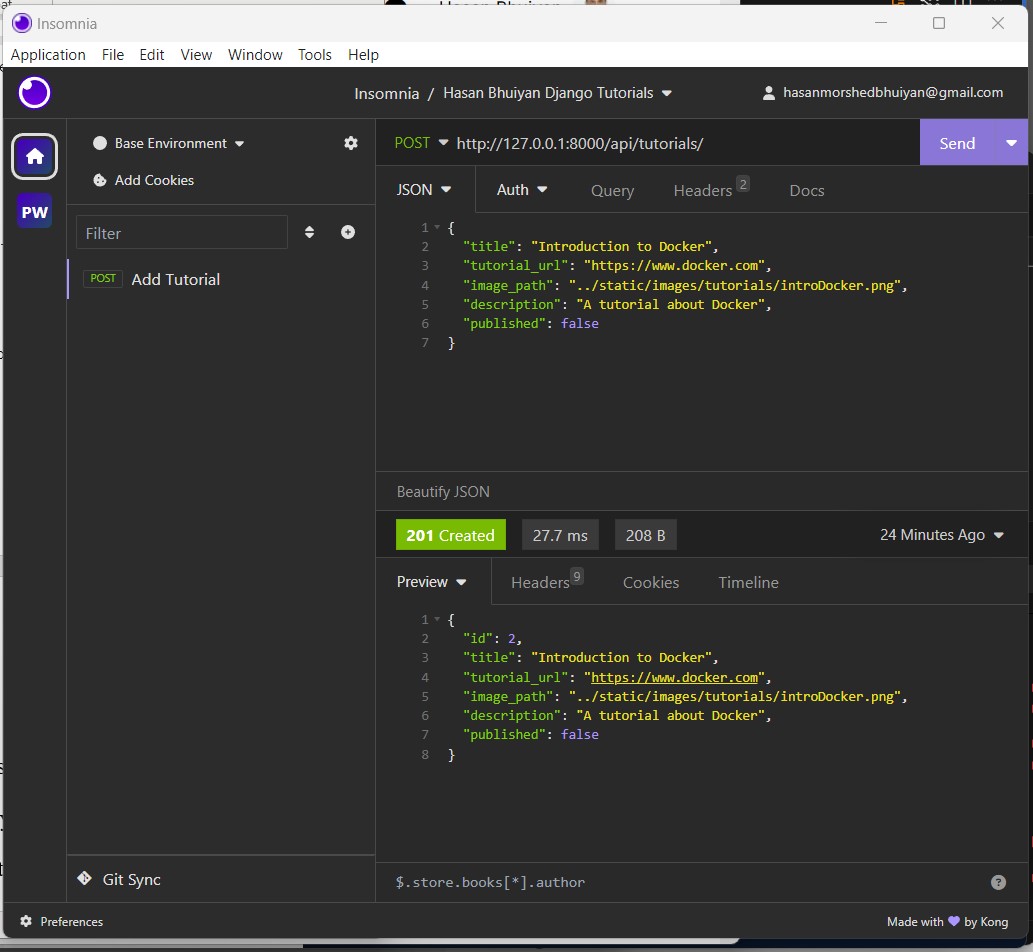 Insomnia
Application File Edit View Window Tools Help
Insomnia / Hasan Bhuiyan Django Tutorials
hasanmorshedbhuiyan@gmail.com
Base Environment
POST http://127.0.0.1:8000/api/tutorials/
Send
Add Cookies
JSON Auth Query Headers 2 Docs
PW
Filter
POST Add Tutorial
1 {
2 "title": "Introduction to Docker",
3 "tutorial_url": "https://www.docker.com",
4 "image_path": "../static/images/tutorials/introDocker.png",
5 "description": "A tutorial about Docker",
6 "published": false
7 }
Beautify JSON
201 Created 27.7 ms 208 B 24 Minutes Ago
Preview Headers 9 Cookies Timeline
1 {
2 "id": 2,
3 "title": "Introduction to Docker",
4 "tutorial_url": "https://www.docker.com",
5 "image_path": "../static/images/tutorials/introDocker.png",
6 "description": "A tutorial about Docker",
7 "published": false
8 }
Git Sync
$.store.books[*].author
?
Preferences
Made with 💜 by Kong